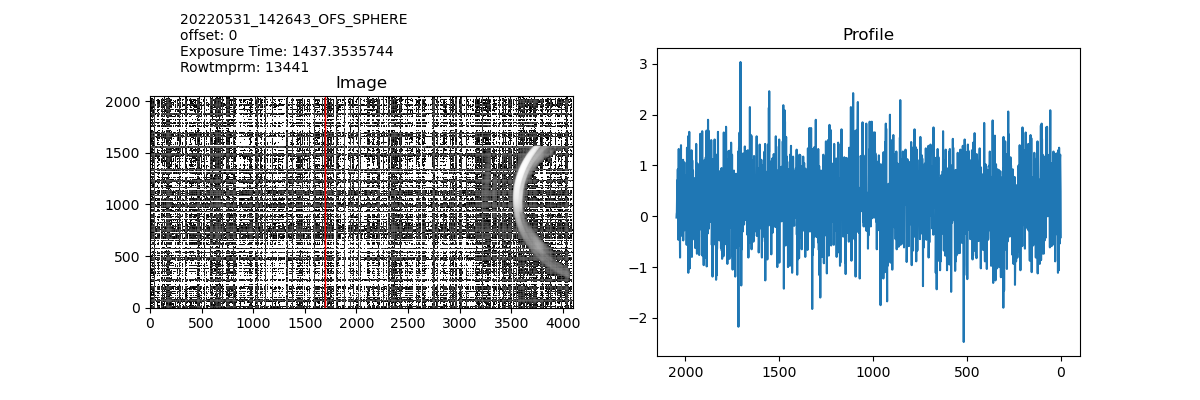 20220531_142643_OFS_SPHERE
offset: 0
Exposure Time: 1437.3535744
Rowtmprm: 13441
Image
2000
1500
1000
500
0
0 500 1000 1500 2000 2500 3000 3500 4000
Profile
3
2
1
0
−1
−2
2000 1500 1000 500 0